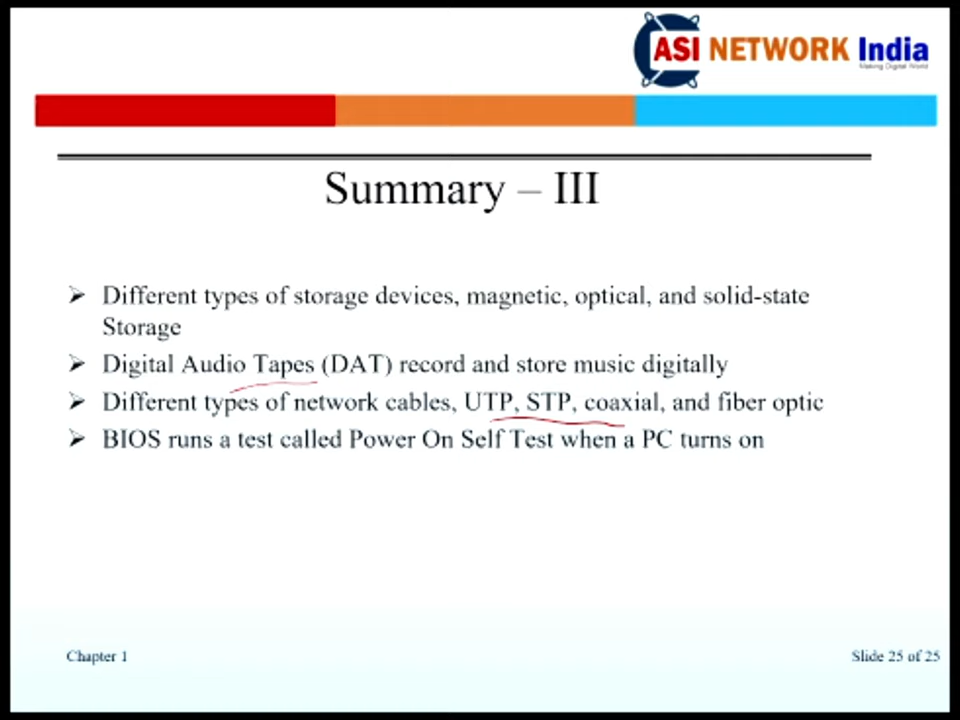 ASI NETWORK India
Making Digital World
Summary – III
➢ Different types of storage devices, magnetic, optical, and solid-state
Storage
➢ Digital Audio Tapes (DAT) record and store music digitally
➢ Different types of network cables, UTP, STP, coaxial, and fiber optic
➢ BIOS runs a test called Power On Self Test when a PC turns on
Chapter 1
Slide 25 of 25